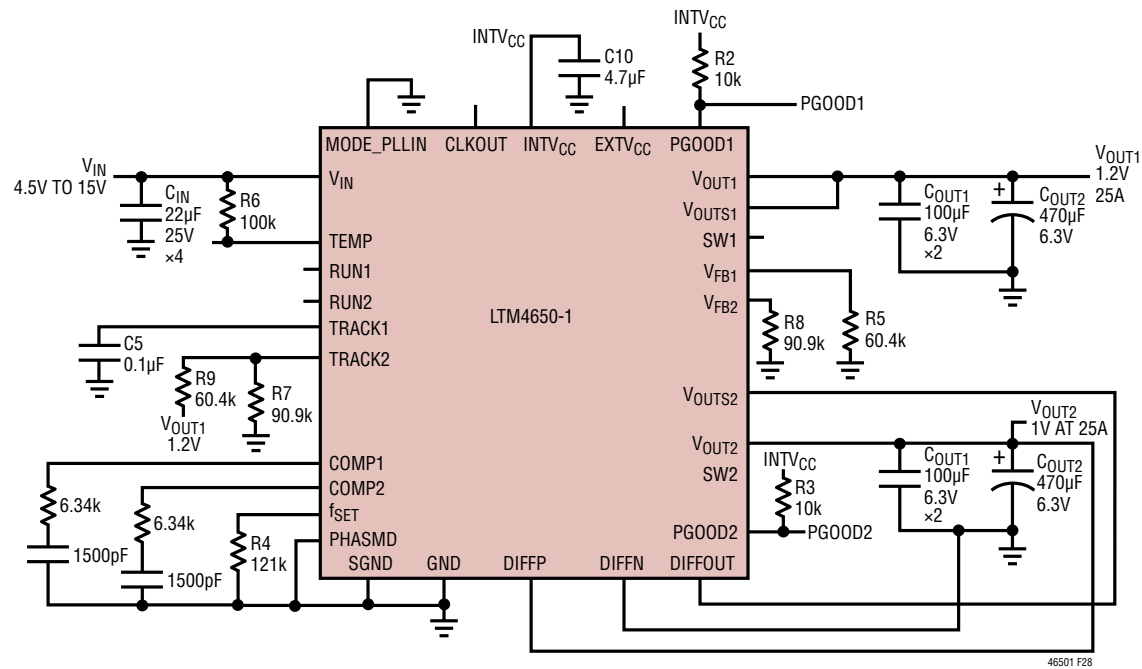 INTVCC
INTVCC
C10
4.7µF
R2
10k
PGOOD1
MODE_PLLIN CLKOUT INTVCC EXTVCC PGOOD1
VIN
4.5V TO 15V
CIN
22µF
25V
×4
R6
100k
VIN
TEMP
RUN1
RUN2
TRACK1
TRACK2
C5
0.1µF
R9
60.4k
VOUT1
1.2V
R7
90.9k
COMP1
COMP2
fSET
PHASMD
6.34k
1500pF
6.34k
1500pF
R4
121k
LTM4650-1
VOUT1
VOUTS1
SW1
VFB1
VFB2
VOUTS2
VOUT2
SW2
PGOOD2
SGND GND DIFFP DIFFN DIFFOUT
COUT1
100µF
6.3V
×2
+
COUT2
470µF
6.3V
VOUT1
1.2V
25A
R8
90.9k
R5
60.4k
VOUT2
1V AT 25A
INTVCC
R3
10k
PGOOD2
COUT1
100µF
6.3V
×2
+
COUT2
470µF
6.3V
46501 F28